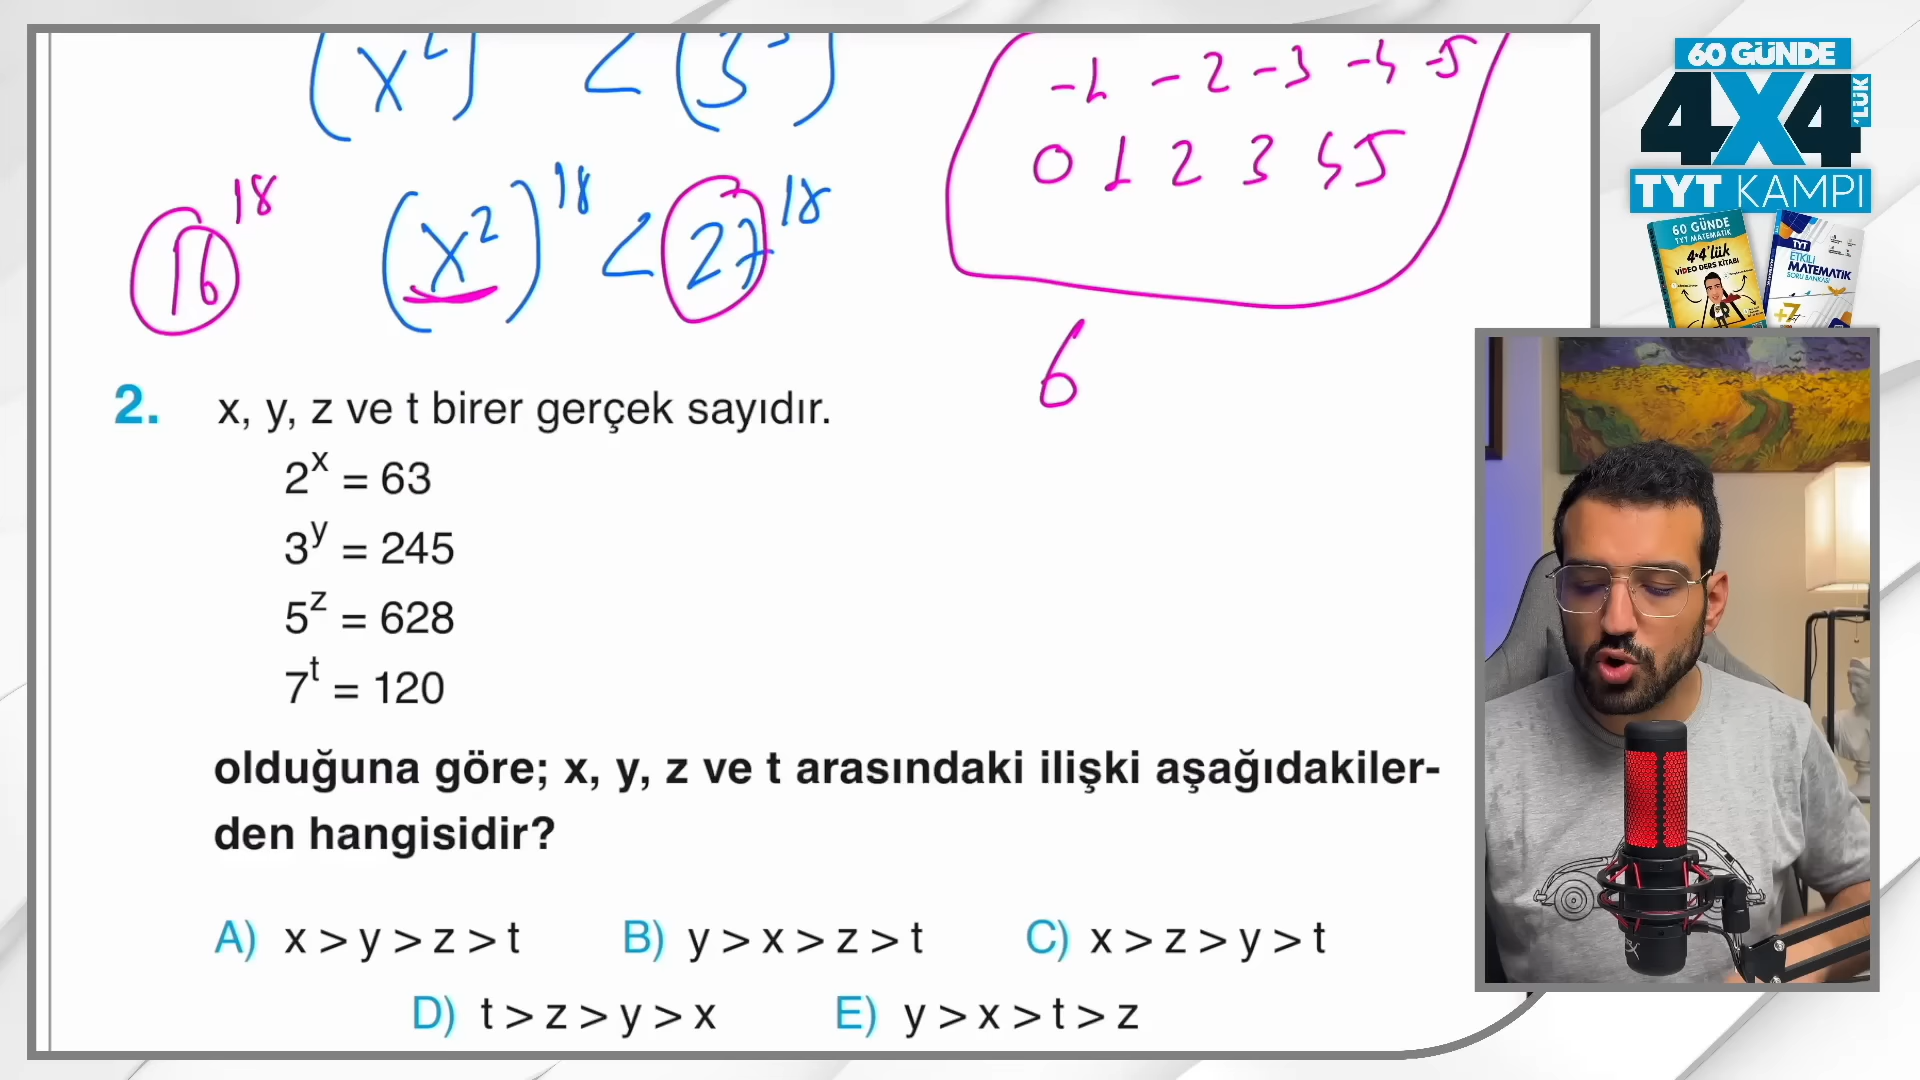 (x²) < (3³)
-1 -2 -3 -4 -5
0 1 2 3 4 5
16¹⁸ (x²)¹⁸ < 27¹⁸
6
2. x, y, z ve t birer gerçek sayıdır.
2ˣ = 63
3ʸ = 245
5ᶻ = 628
7ᵗ = 120
olduğuna göre; x, y, z ve t arasındaki ilişki aşağıdakiler-
den hangisidir?
A) x > y > z > t B) y > x > z > t C) x > z > y > t
D) t > z > y > x E) y > x > t > z
60 GÜNDE
4X4'LÜK
TYT KAMPI
60 GÜNDE
TYT MATEMATİK
4x4'lük
VİDEO DERS KİTABI
TYT
ETKİLİ
MATEMATİK
SORU BANKASI
+7